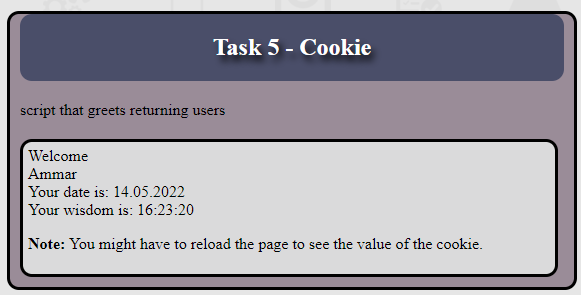 Task 5 - Cookie
script that greets returning users
Welcome
Ammar
Your date is: 14.05.2022
Your wisdom is: 16:23:20
Note: You might have to reload the page to see the value of the cookie.